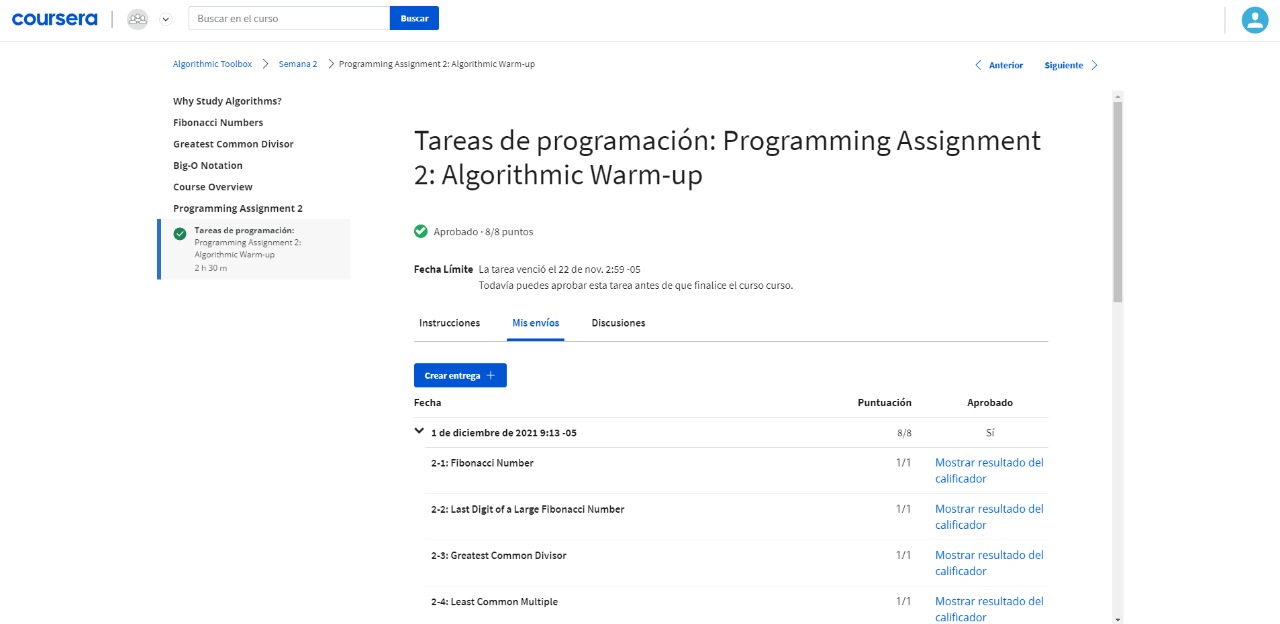 coursera
Buscar en el curso
Buscar
Algorithmic Toolbox
Semana 2
Programming Assignment 2: Algorithmic Warm-up
Anterior
Siguiente
Why Study Algorithms?
Fibonacci Numbers
Greatest Common Divisor
Big-O Notation
Course Overview
Programming Assignment 2
Tareas de programación:
Programming Assignment 2:
Algorithmic Warm-up
2 h 30 m
Tareas de programación: Programming Assignment
2: Algorithmic Warm-up
Aprobado · 8/8 puntos
Fecha Límite La tarea venció el 22 de nov. 2:59 -05
Todavía puedes aprobar esta tarea antes de que finalice el curso curso.
Instrucciones
Mis envíos
Discusiones
Crear entrega +
Fecha Puntuación Aprobado
1 de diciembre de 2021 9:13 -05 8/8 Sí
2-1: Fibonacci Number 1/1 Mostrar resultado del
calificador
2-2: Last Digit of a Large Fibonacci Number 1/1 Mostrar resultado del
calificador
2-3: Greatest Common Divisor 1/1 Mostrar resultado del
calificador
2-4: Least Common Multiple 1/1 Mostrar resultado del
calificador